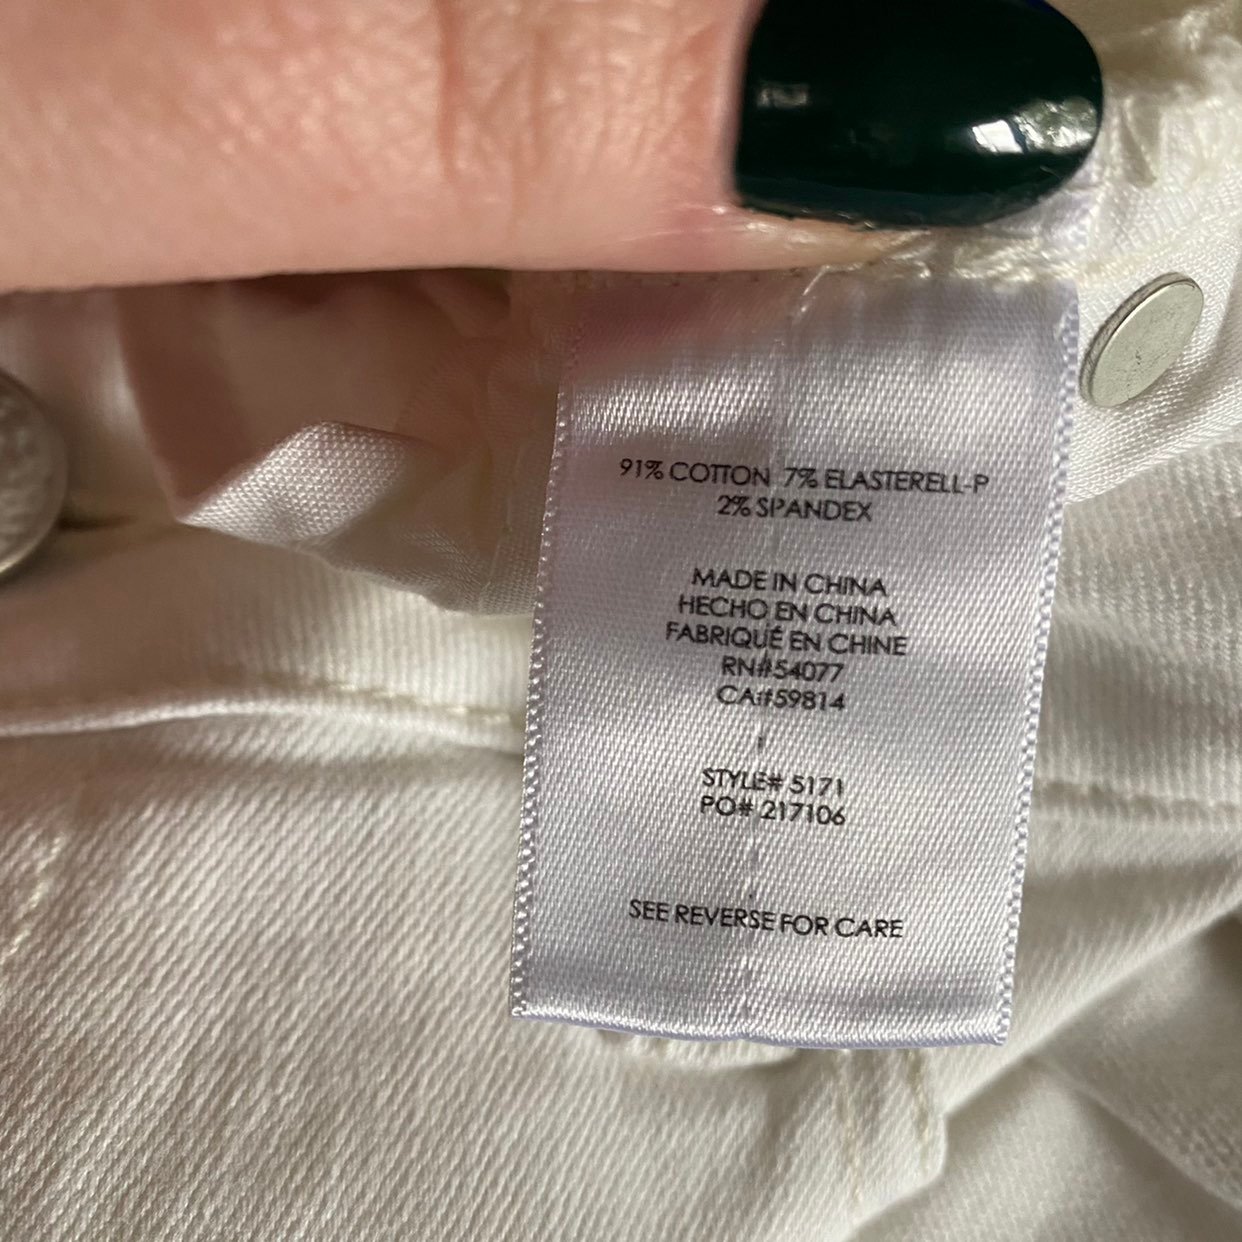 91% COTTON 7% ELASTERELL-P
2% SPANDEX
MADE IN CHINA
HECHO EN CHINA
FABRIQUÉ EN CHINE
RN#54077
CA#59814
STYLE# 5171
PO# 217106
SEE REVERSE FOR CARE